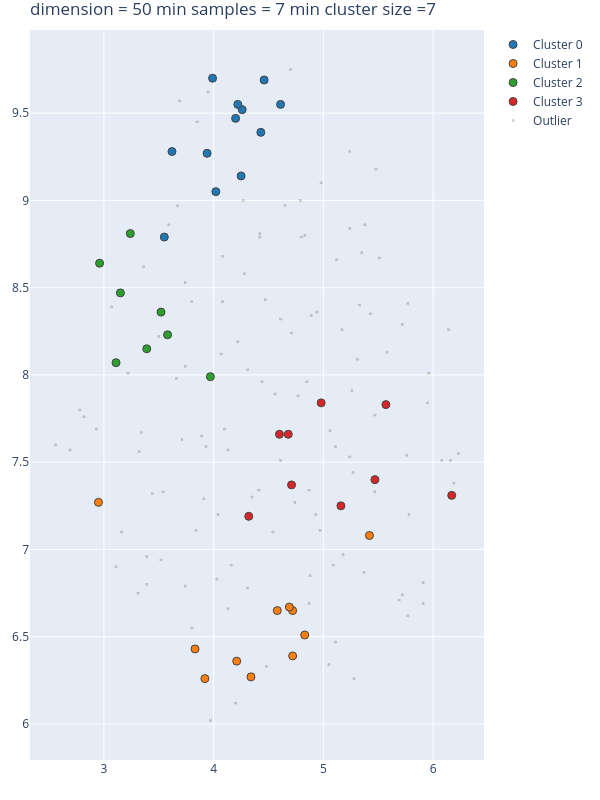 dimension = 50 min samples = 7 min cluster size =7
Cluster 0
Cluster 1
Cluster 2
Cluster 3
Outlier
9.5
9
8.5
8
7.5
7
6.5
6
3 4 5 6